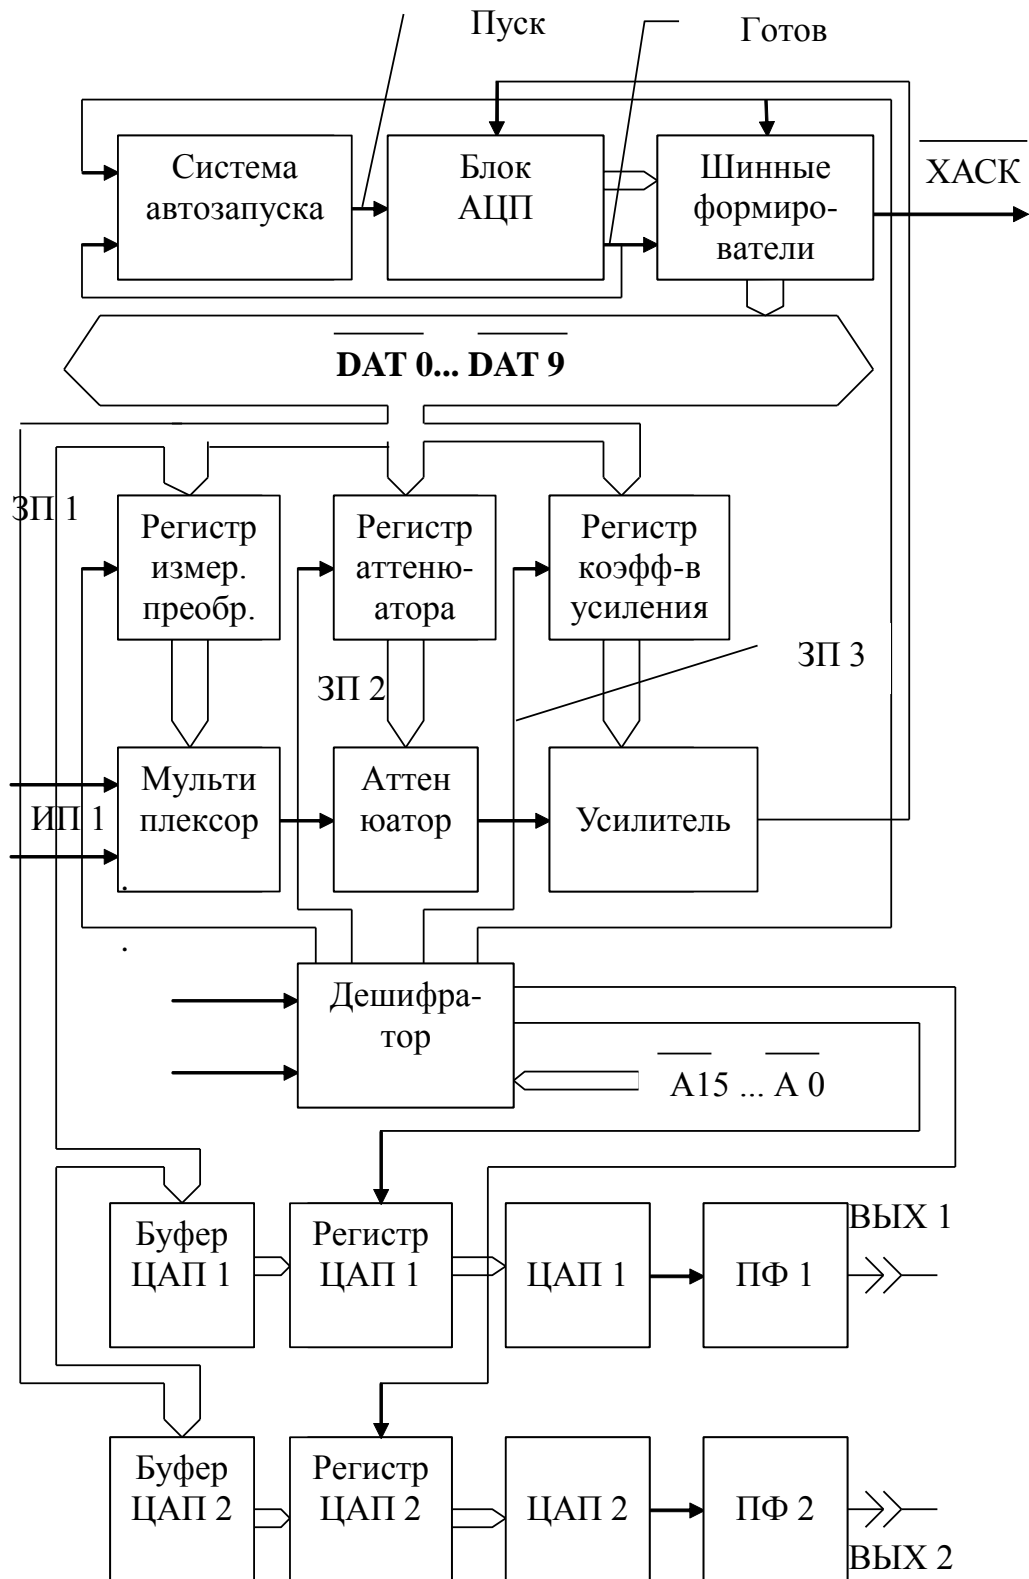 Пуск
Готов
Система
автозапуска
Блок
АЦП
Шинные
формиро-
ватели
ХАСК
DAT 0... DAT 9
ЗП 1
Регистр
измер.
преобр.
Регистр
аттеню-
атора
Регистр
коэфф-в
усиления
ЗП 2
ЗП 3
Мульти
плексор
Аттен
юатор
Усилитель
ИП 1
.
.
Дешифра-
тор
А15 ... А 0
Буфер
ЦАП 1
Регистр
ЦАП 1
ЦАП 1
ПФ 1
ВЫХ 1
Буфер
ЦАП 2
Регистр
ЦАП 2
ЦАП 2
ПФ 2
ВЫХ 2